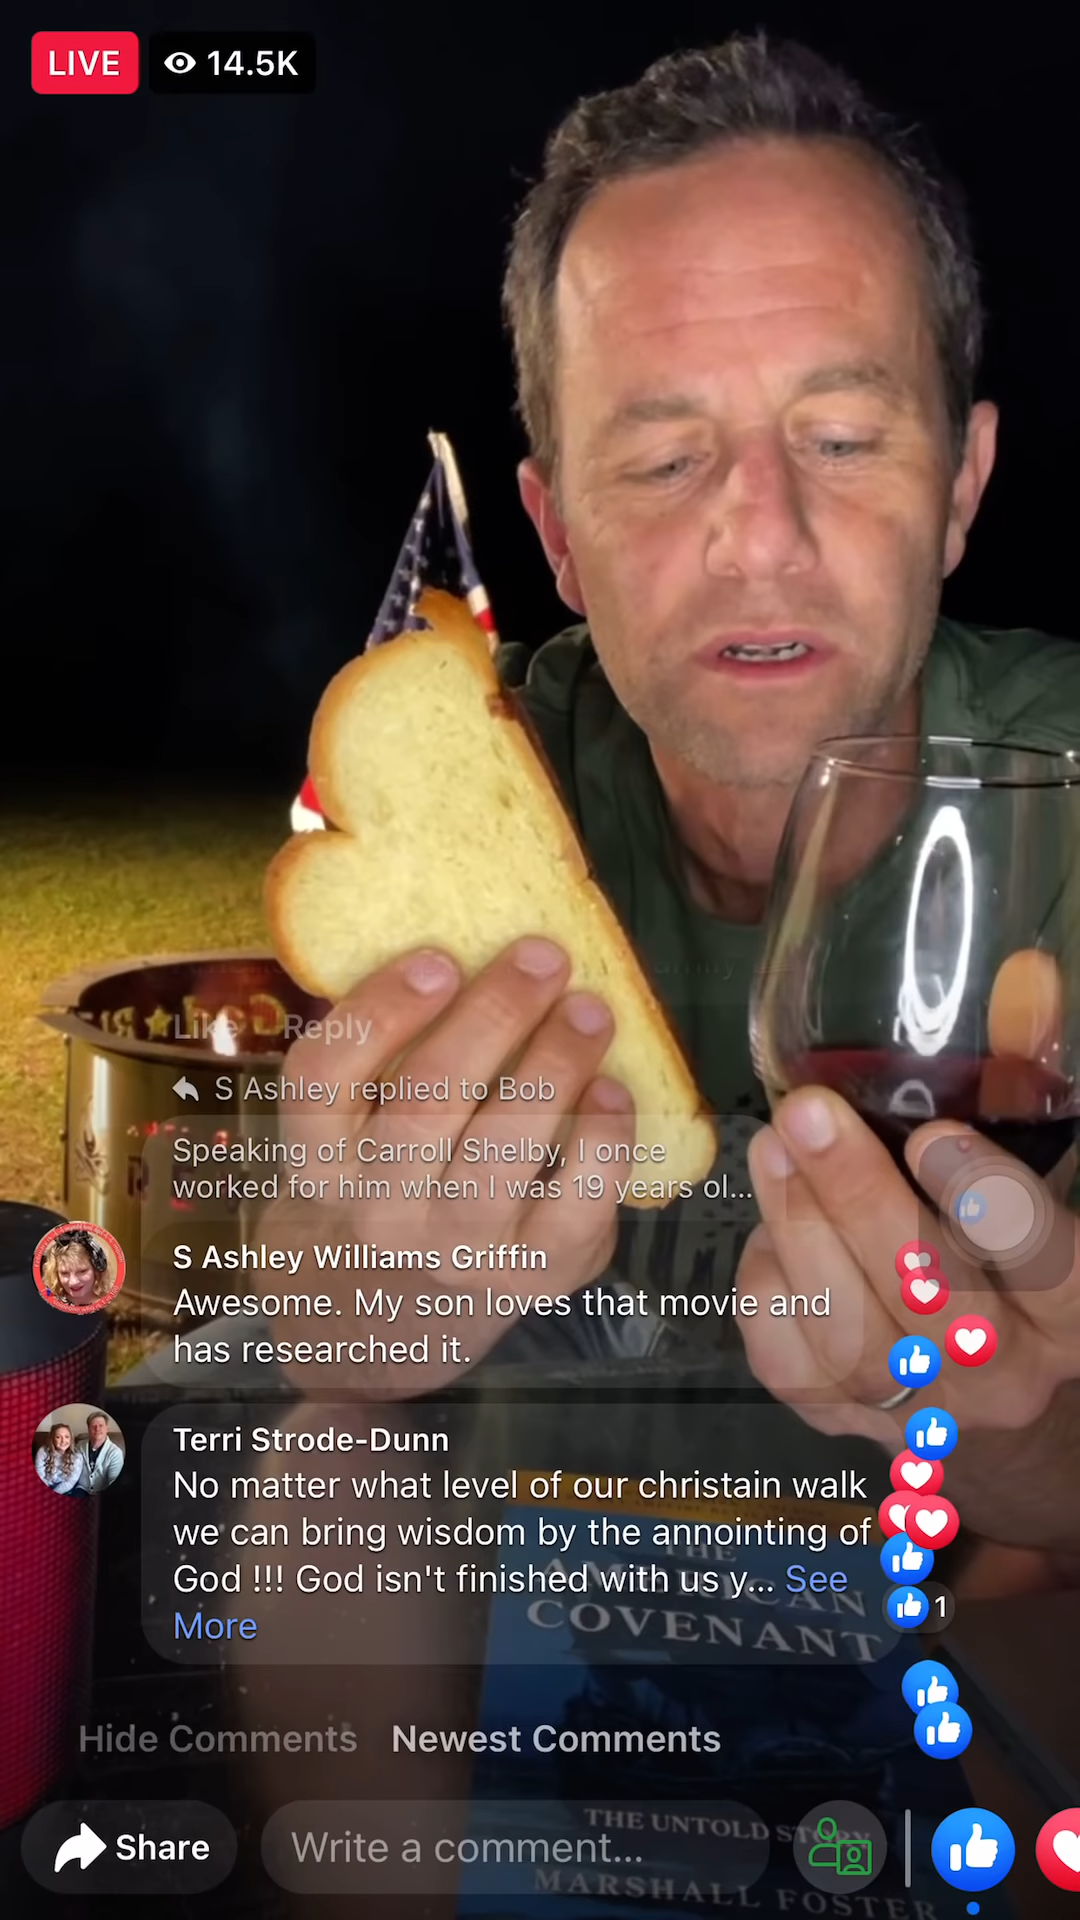 LIVE
14.5K
Like Reply
S Ashley replied to Bob
Speaking of Carroll Shelby, I once
worked for him when I was 19 years ol...
S Ashley Williams Griffin
Awesome. My son loves that movie and
has researched it.
Terri Strode-Dunn
No matter what level of our christain walk
we can bring wisdom by the annointing of
God !!! God isn't finished with us y... See
More
1
THE
AMERICAN
COVENANT
Hide Comments Newest Comments
THE UNTOLD STORY
Share
Write a comment...
MARSHALL FOSTER